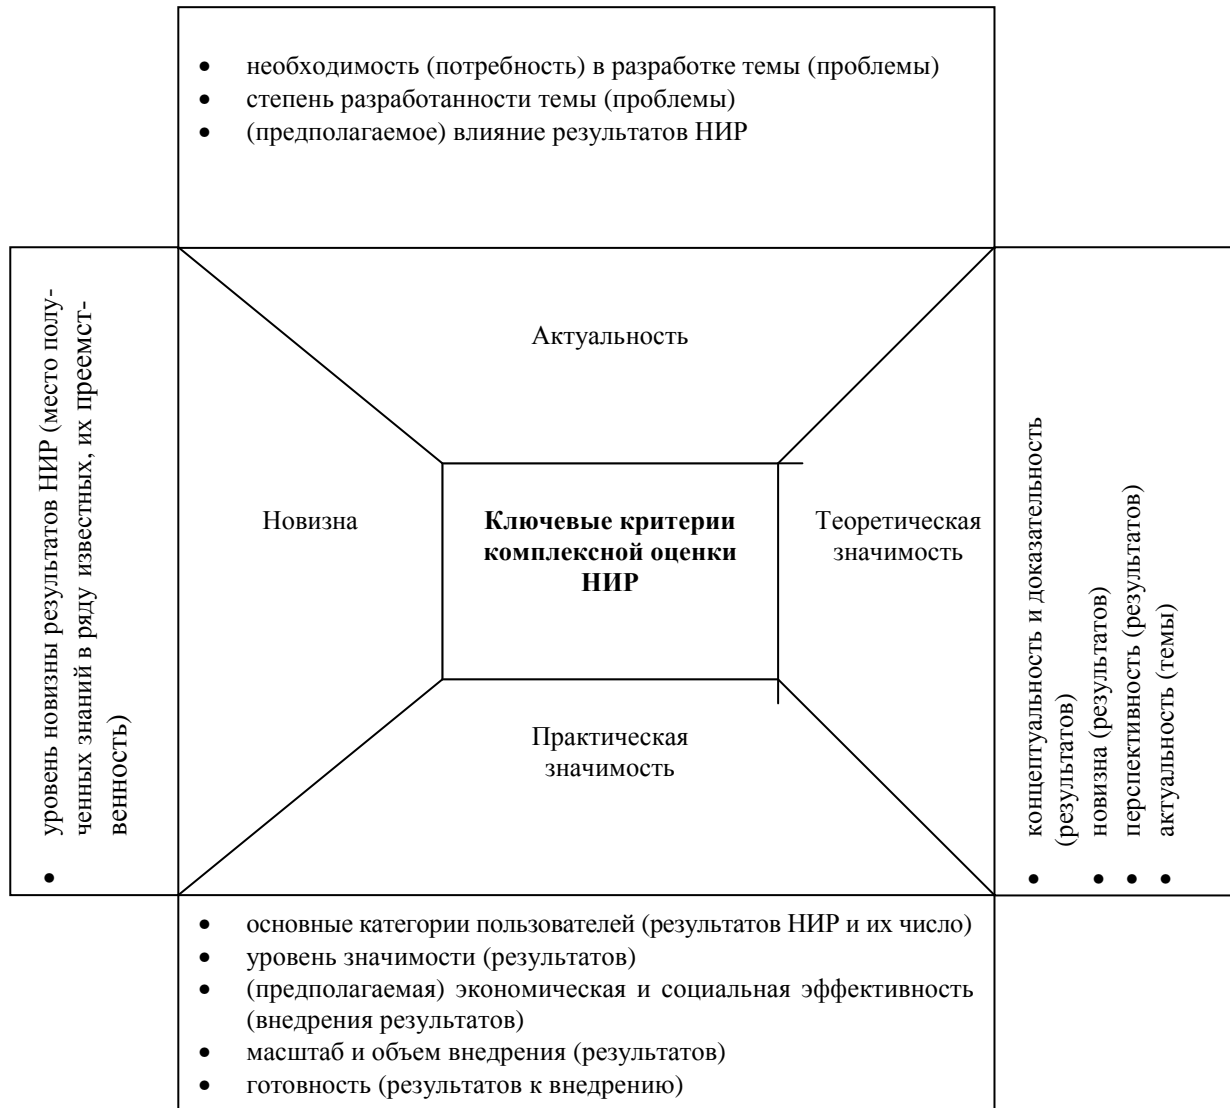 • необходимость (потребность) в разработке темы (проблемы)
• степень разработанности темы (проблемы)
• (предполагаемое) влияние результатов НИР
• уровень новизны результатов НИР (место полу-
ченных знаний в ряду известных, их преемст-
венность)
Актуальность
Новизна
Ключевые критерии
комплексной оценки
НИР
Теоретическая
значимость
Практическая
значимость
• концептуальность и доказательность
(результатов)
• новизна (результатов)
• перспективность (результатов)
• актуальность (темы)
• основные категории пользователей (результатов НИР и их число)
• уровень значимости (результатов)
• (предполагаемая) экономическая и социальная эффективность
(внедрения результатов)
• масштаб и объем внедрения (результатов)
• готовность (результатов к внедрению)